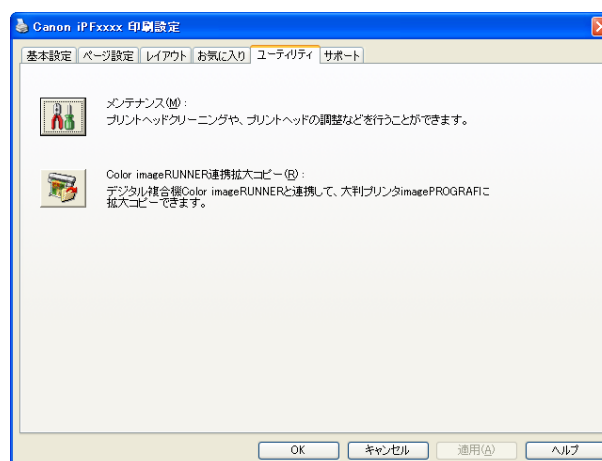 Canon iPFxxxx 印刷設定
基本設定 ページ設定 レイアウト お気に入り ユーティリティ サポート
メンテナンス(M):
プリントヘッドクリーニングや、プリントヘッドの調整などを行うことができます。
Color imageRUNNER連携拡大コピー(R):
デジタル複合機Color imageRUNNERと連携して、大判プリンタimagePROGRAFに
拡大コピーできます。
OK キャンセル 適用(A) ヘルプ